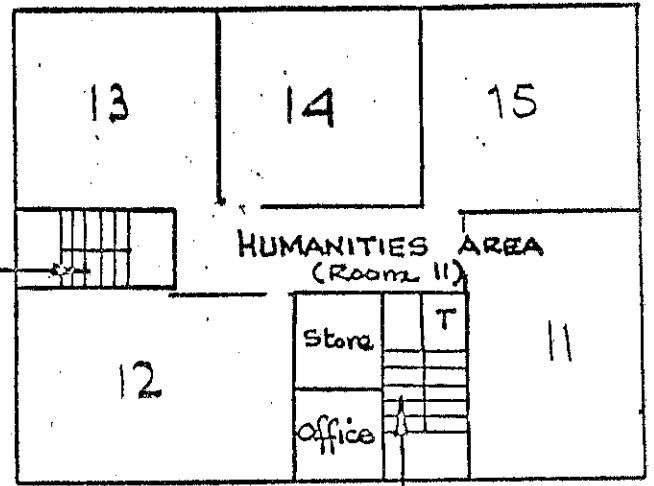 13
14
15
HUMANITIES AREA
(Room 11)
Store
T
11
12
Office